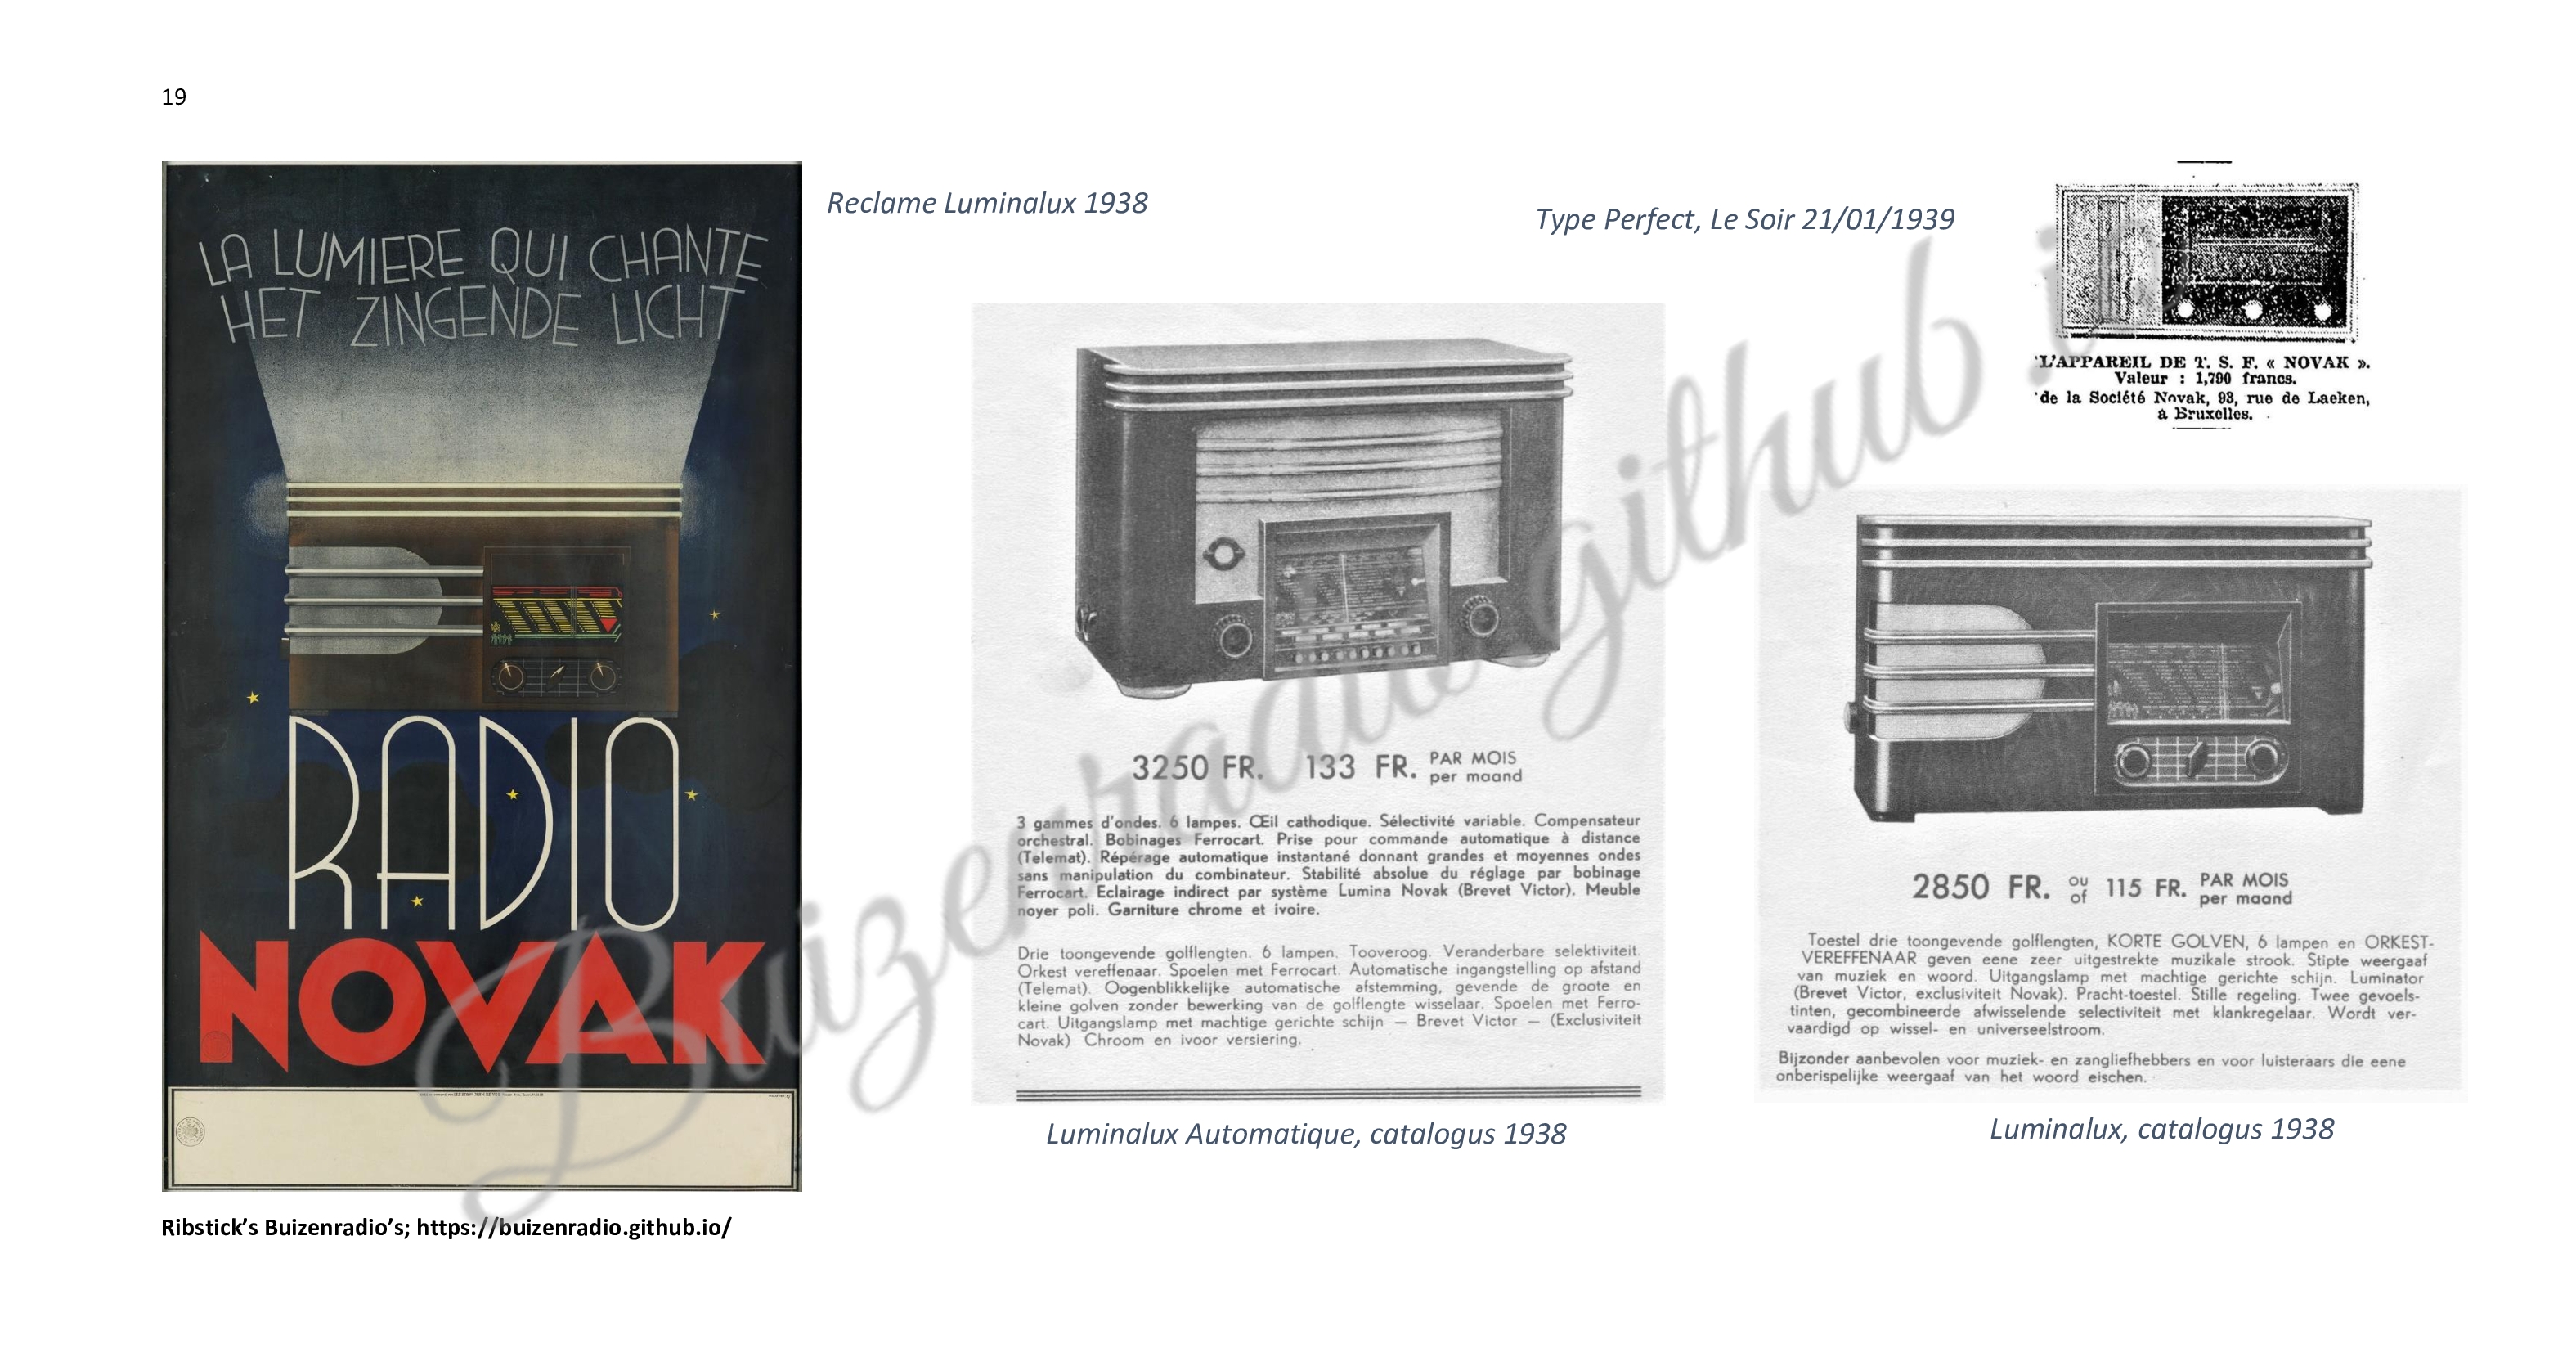 19
LA LUMIERE QUI CHANTE
HET ZINGENDE LICHT
RADIO
NOVAK
Reclame Luminalux 1938
Type Perfect, Le Soir 21/01/1939
L'APPAREIL DE T. S. F. « NOVAK ».
Valeur : 1,790 francs.
de la Société Novak, 93, rue de Laeken,
à Bruxelles.
3250 FR. 133 FR. PAR MOIS
per maand
3 gammes d'ondes. 6 lampes. Œil cathodique. Sélectivité variable. Compensateur
orchestral. Bobinages Ferrocart. Prise pour commande automatique à distance
(Telemat). Répérage automatique instantané donnant grandes et moyennes ondes
sans manipulation du combinateur. Stabilité absolue du réglage par bobinage
Ferrocart. Eclairage indirect par système Lumina Novak (Brevet Victor). Meuble
noyer poli. Garniture chrome et ivoire.
Drie toongevende golflengten. 6 lampen. Tooveroog. Veranderbare selektiviteit.
Orkest vereffenaar. Spoelen met Ferrocart. Automatische ingangstelling op afstand
(Telemat). Oogenblikkelijke automatische afstemming, gevende de groote en
kleine golven zonder bewerking van de golflengte wisselaar. Spoelen met Ferro-
cart. Uitgangslamp met machtige gerichte schijn — Brevet Victor — (Exclusiviteit
Novak) Chroom en ivoor versiering.
Luminalux Automatique, catalogus 1938
2850 FR. ou
of 115 FR. PAR MOIS
per maand
Toestel drie toongevende golflengten, KORTE GOLVEN, 6 lampen en ORKEST-
VEREFFENAAR geven eene zeer uitgestrekte muzikale strook. Stipte weergaaf
van muziek en woord. Uitgangslamp met machtige gerichte schijn. Luminator
(Brevet Victor, exclusiviteit Novak). Pracht-toestel. Stille regeling. Twee gevoels-
tinten, gecombineerde afwisselende selectiviteit met klankregelaar. Wordt ver-
vaardigd op wissel- en universeelstroom.
Bijzonder aanbevolen voor muziek- en zangliefhebbers en voor luisteraars die eene
onberispelijke weergaaf van het woord eischen.
Luminalux, catalogus 1938
Ribstick's Buizenradio's; https://buizenradio.github.io/
Buizenradio github io